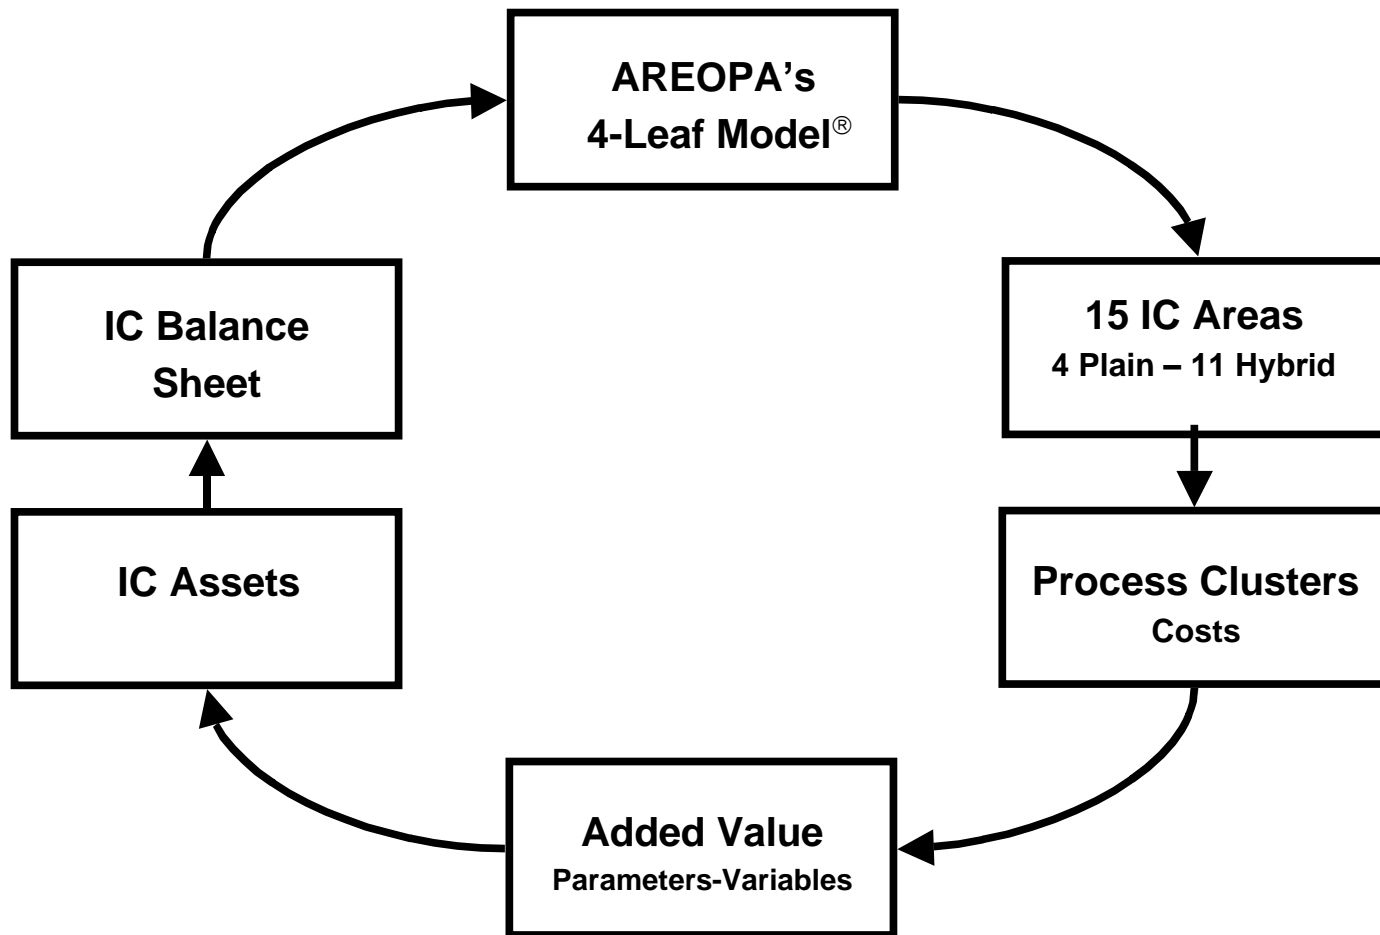 AREOPA's
4-Leaf Model®
IC Balance
Sheet
15 IC Areas
4 Plain – 11 Hybrid
IC Assets
Process Clusters
Costs
Added Value
Parameters-Variables